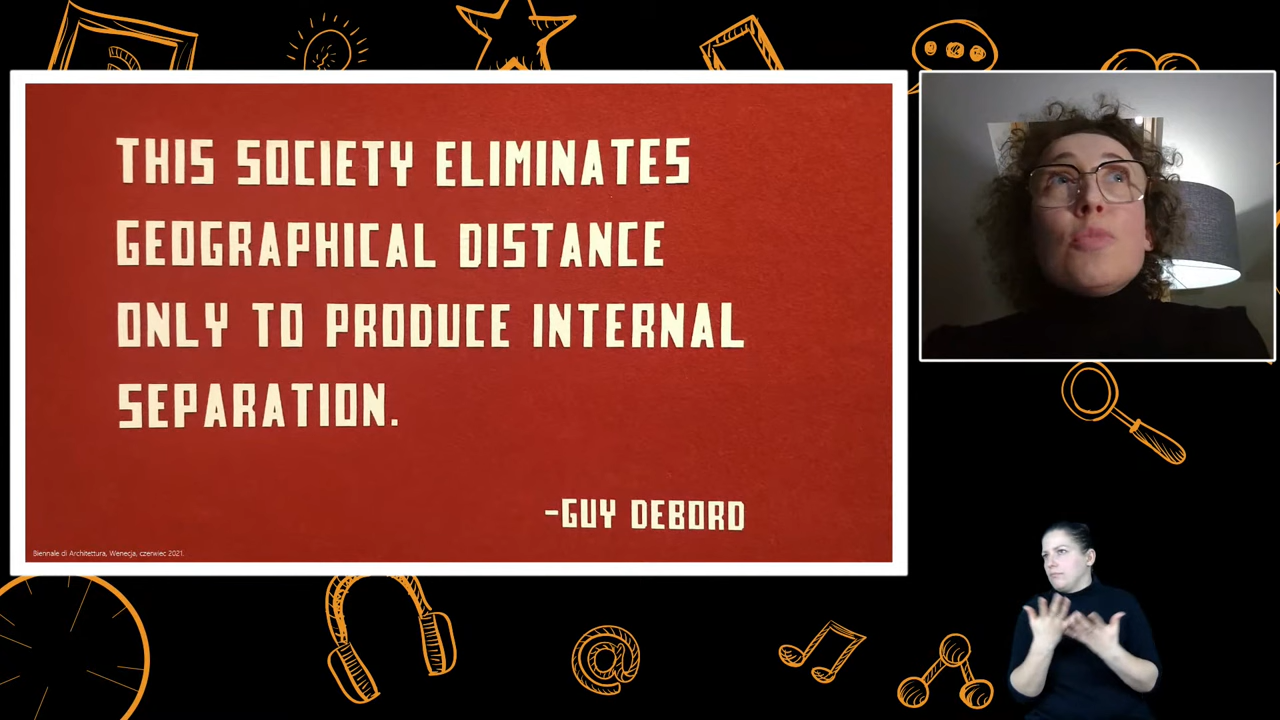 THIS SOCIETY ELIMINATES
GEOGRAPHICAL DISTANCE
ONLY TO PRODUCE INTERNAL
SEPARATION.
-GUY DEBORD
Biennale di Architettura, Wenecja, czerwiec 2021.